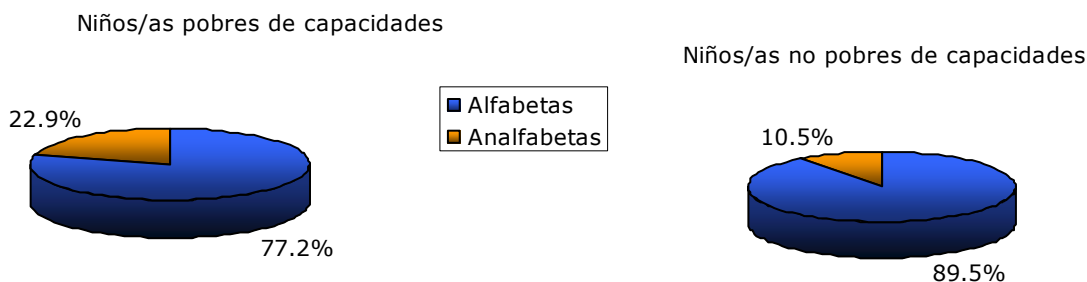 Niños/as pobres de capacidades
22.9%
77.2%
Alfabetas
Analfabetas
Niños/as no pobres de capacidades
10.5%
89.5%